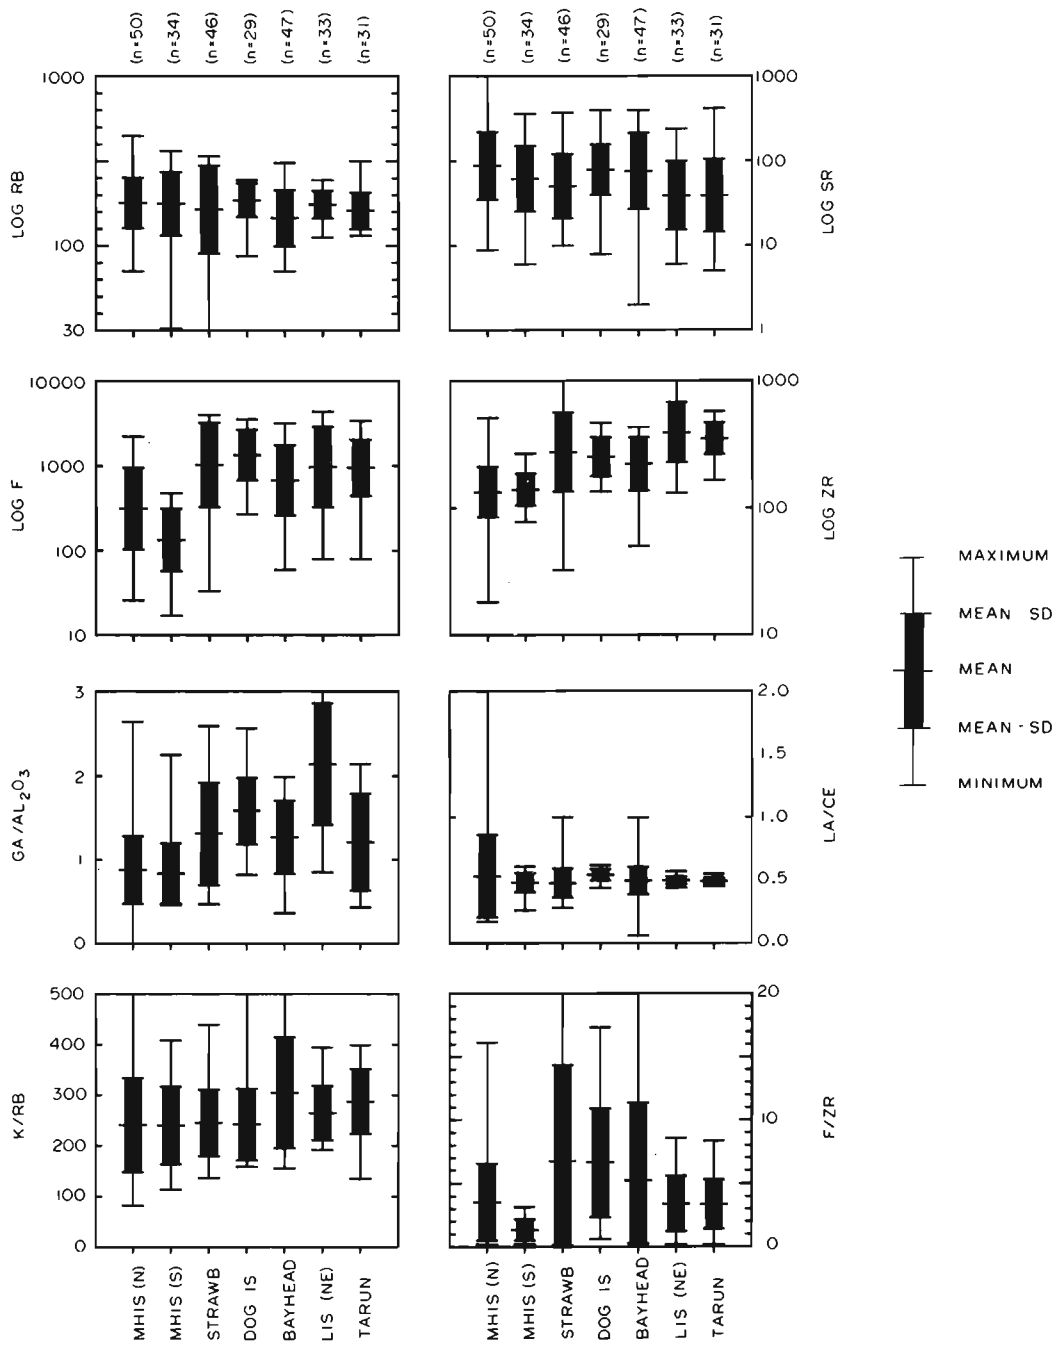 (n=50) (n=34) (n=46) (n=29) (n=47) (n=33) (n=31)
(n=50) (n=34) (n=46) (n=29) (n=47) (n=33) (n=31)
LOG RB
1000
100
30
LOG SR
1000
100
10
1
LOG F
10000
1000
100
10
LOG ZR
1000
100
10
MAXIMUM
MEAN SD
MEAN
MEAN - SD
MINIMUM
GA/AL2O3
3
2
1
0
LA/CE
2.0
1.5
1.0
0.5
0.0
K/RB
500
400
300
200
100
0
F/ZR
20
10
0
MHIS (N) MHIS (S) STRAWB DOG IS BAYHEAD LIS (NE) TARUN
MHIS (N) MHIS (S) STRAWB DOG IS BAYHEAD LIS (NE) TARUN